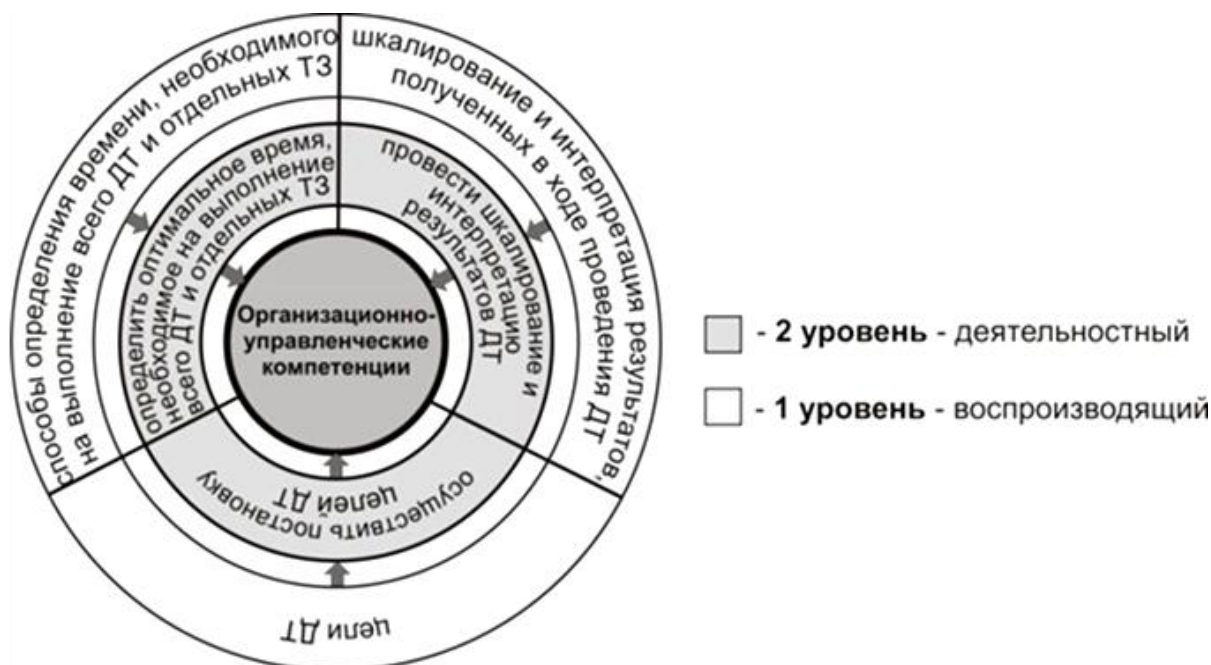 способы определения времени, необходимого
на выполнение всего ДТ и отдельных ТЗ
шкалирование и интерпретация результатов,
полученных в ходе проведения ДТ
определить оптимальное время,
необходимое на выполнение
всего ДТ и отдельных ТЗ
провести шкалирование и
интерпретацию
результатов ДТ
Организационно-
управленческие
компетенции
осуществить постановку
целей ДТ
цели ДТ
- 2 уровень - деятельностный
- 1 уровень - воспроизводящий